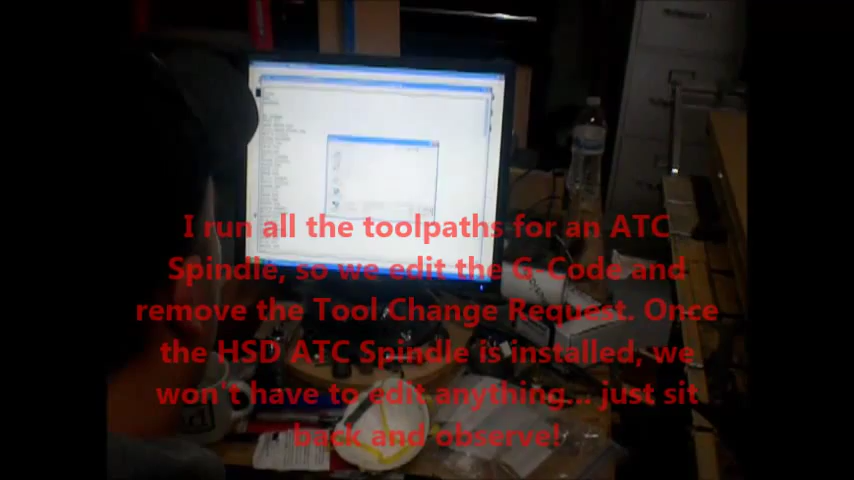 I run all the toolpaths for an ATC
Spindle, so we edit the G-Code and
remove the Tool Change Request. Once
the HSD ATC Spindle is installed, we
won't have to edit anything... just sit
back and observe!